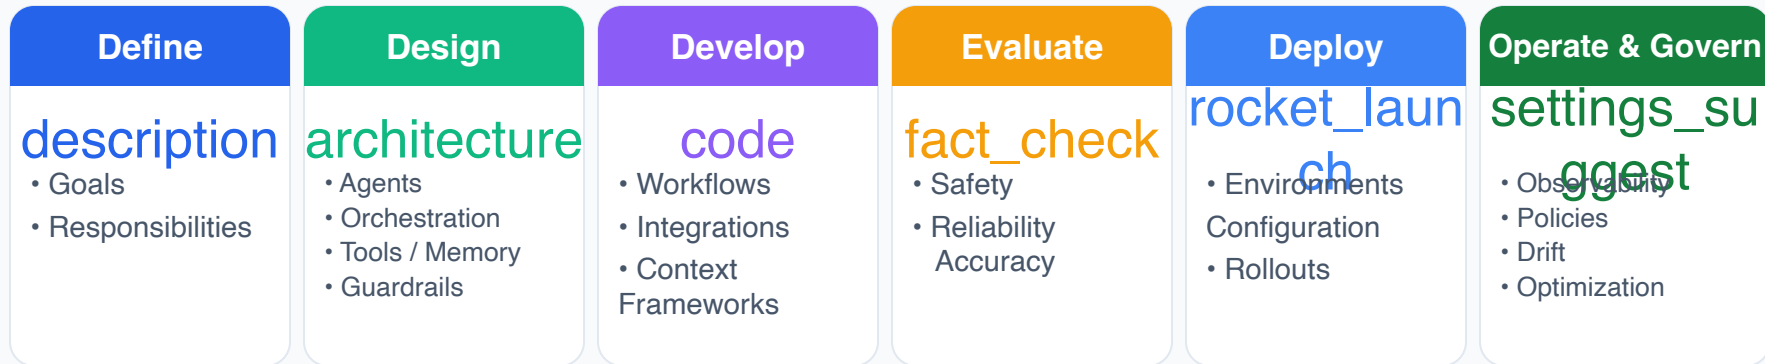 Define
description
• Goals
• Responsibilities
Design
architecture
• Agents
• Orchestration
• Tools / Memory
• Guardrails
Develop
code
• Workflows
• Integrations
• Context
Frameworks
Evaluate
fact_check
• Safety
• Reliability
Accuracy
Deploy
rocket_laun
ch
• Environments
Configuration
• Rollouts
Operate & Govern
settings_su
ggest
• Observability
• Policies
• Drift
• Optimization